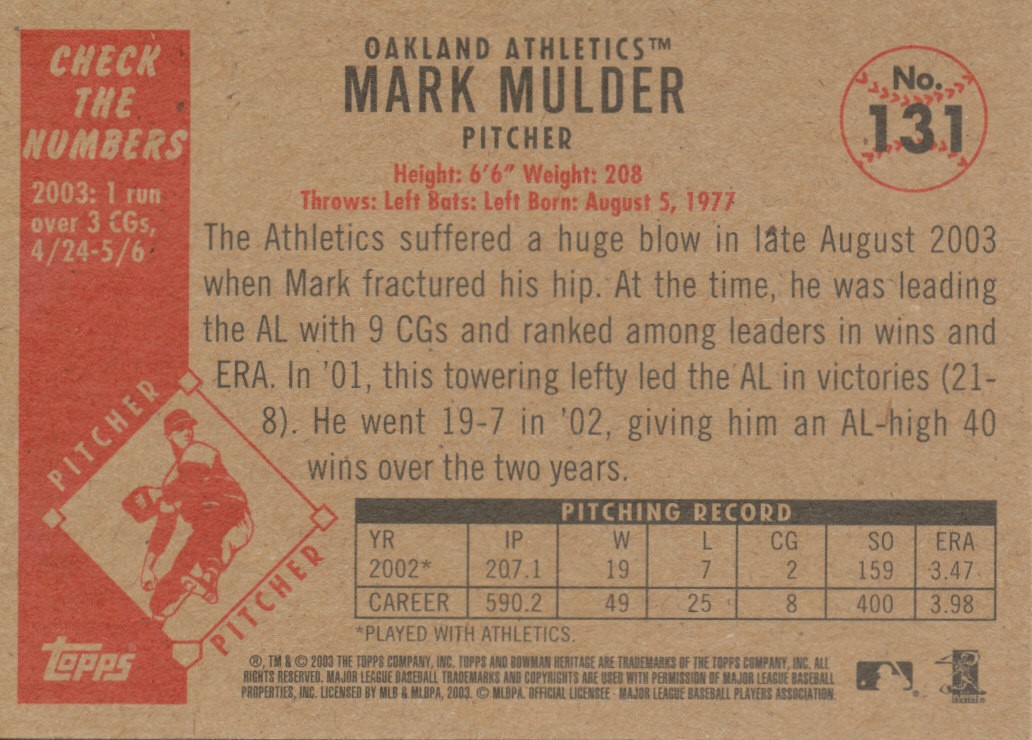 CHECK
THE
NUMBERS
2003: 1 run
over 3 CGs,
4/24-5/6
OAKLAND ATHLETICS™
MARK MULDER
PITCHER
Height: 6'6" Weight: 208
Throws: Left Bats: Left Born: August 5, 1977
No.
131
The Athletics suffered a huge blow in late August 2003
when Mark fractured his hip. At the time, he was leading
the AL with 9 CGs and ranked among leaders in wins and
ERA. In '01, this towering lefty led the AL in victories (21-
8). He went 19-7 in '02, giving him an AL-high 40
wins over the two years.
PITCHER
PITCHER
PITCHING RECORD
YR IP W L CG SO ERA
2002* 207.1 19 7 2 159 3.47
CAREER 590.2 49 25 8 400 3.98
*PLAYED WITH ATHLETICS.
Topps
®, TM & © 2003 THE TOPPS COMPANY, INC. TOPPS AND BOWMAN HERITAGE ARE TRADEMARKS OF THE TOPPS COMPANY, INC. ALL
RIGHTS RESERVED. MAJOR LEAGUE BASEBALL TRADEMARKS AND COPYRIGHTS ARE USED WITH PERMISSION OF MAJOR LEAGUE BASEBALL
PROPERTIES, INC. LICENSED BY MLB & MLBPA, 2003. © MLBPA. OFFICIAL LICENSEE - MAJOR LEAGUE BASEBALL PLAYERS ASSOCIATION.